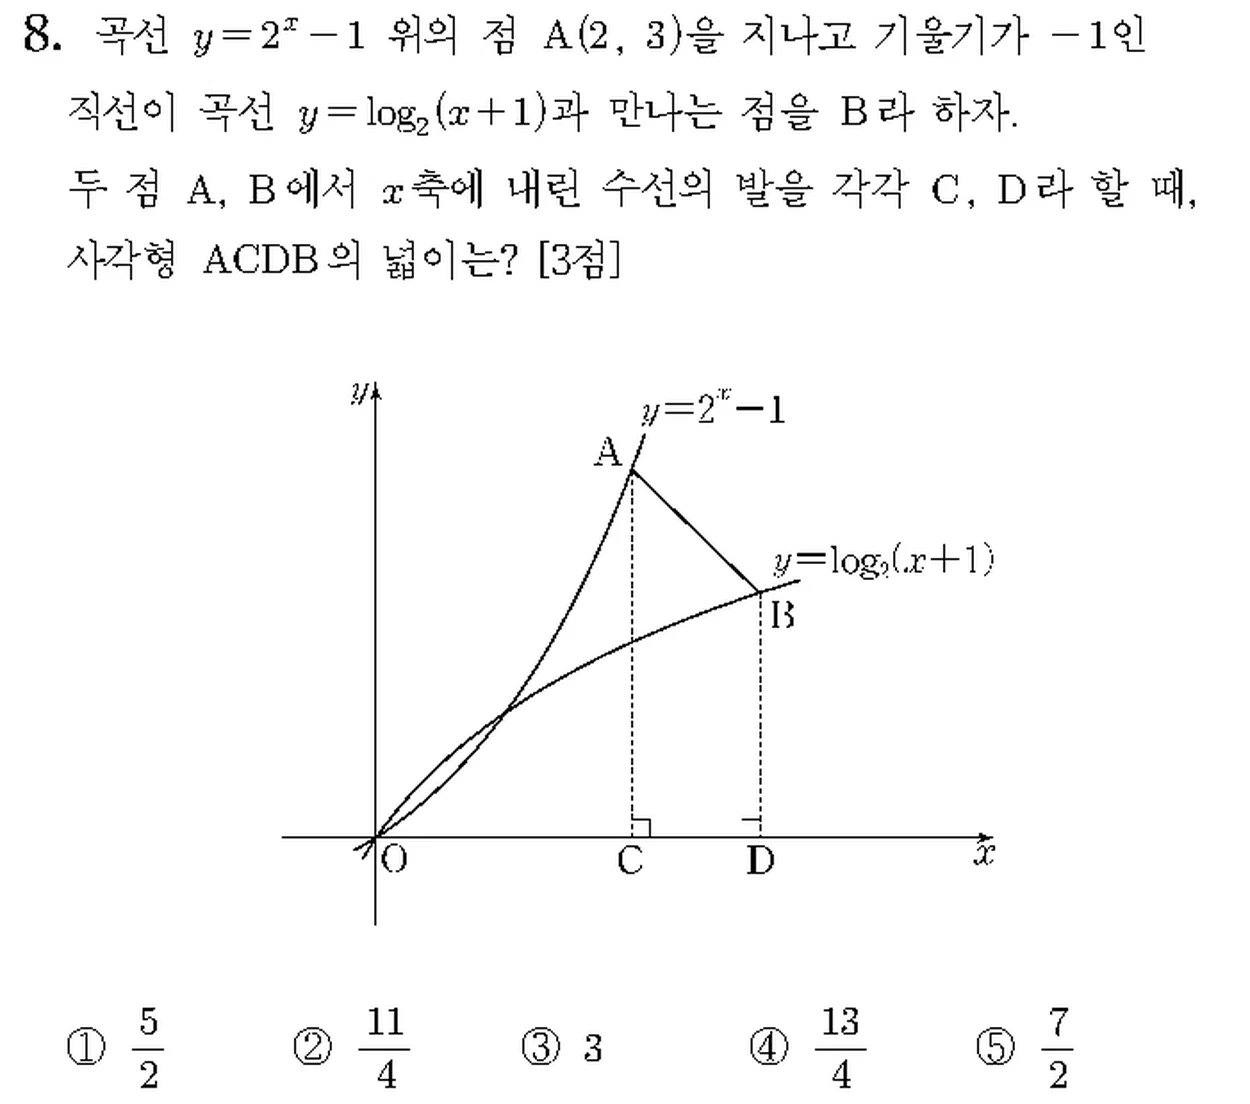 8. 곡선 y=2^x-1 위의 점 A(2, 3)을 지나고 기울기가 -1인
직선이 곡선 y=log₂(x+1)과 만나는 점을 B라 하자.
두 점 A, B에서 x축에 내린 수선의 발을 각각 C, D라 할 때,
사각형 ACDB의 넓이는? [3점]
y
y=2^x-1
A
y=log₂(x+1)
B
O
C
D
x
① 5/2 ② 11/4 ③ 3 ④ 13/4 ⑤ 7/2